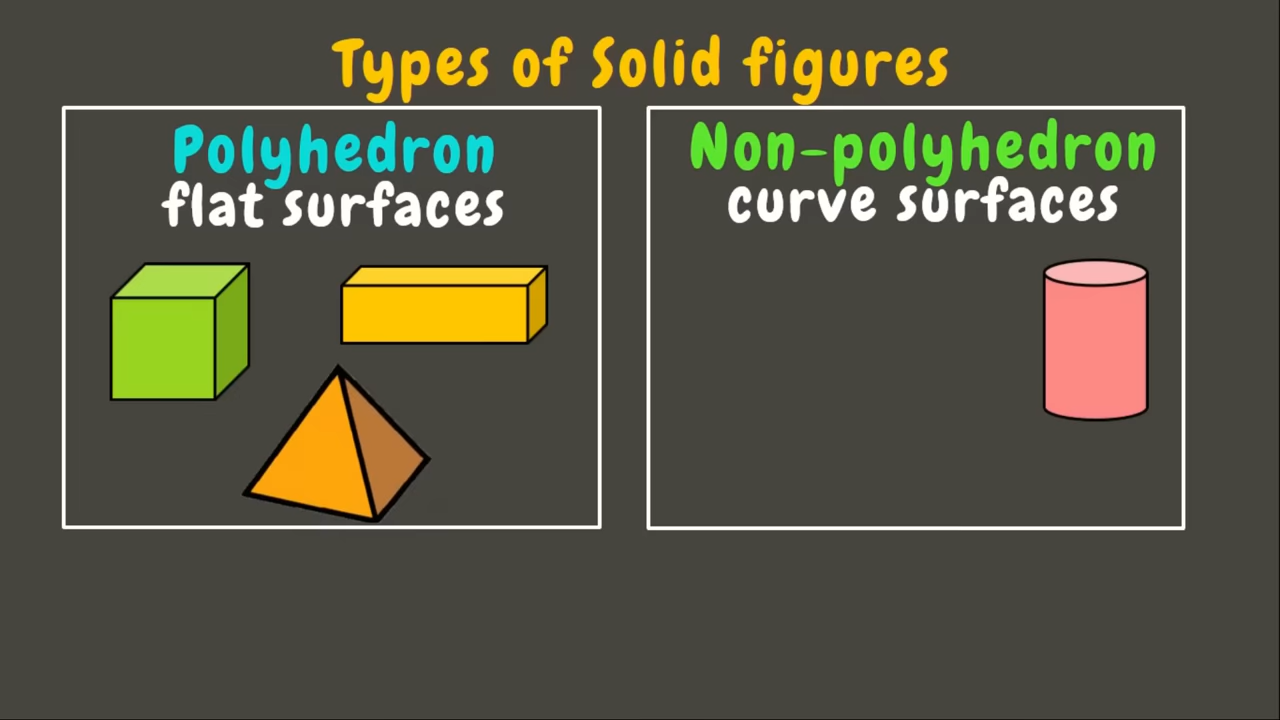 Types of Solid figures
Polyhedron
flat surfaces
Non-polyhedron
curve surfaces